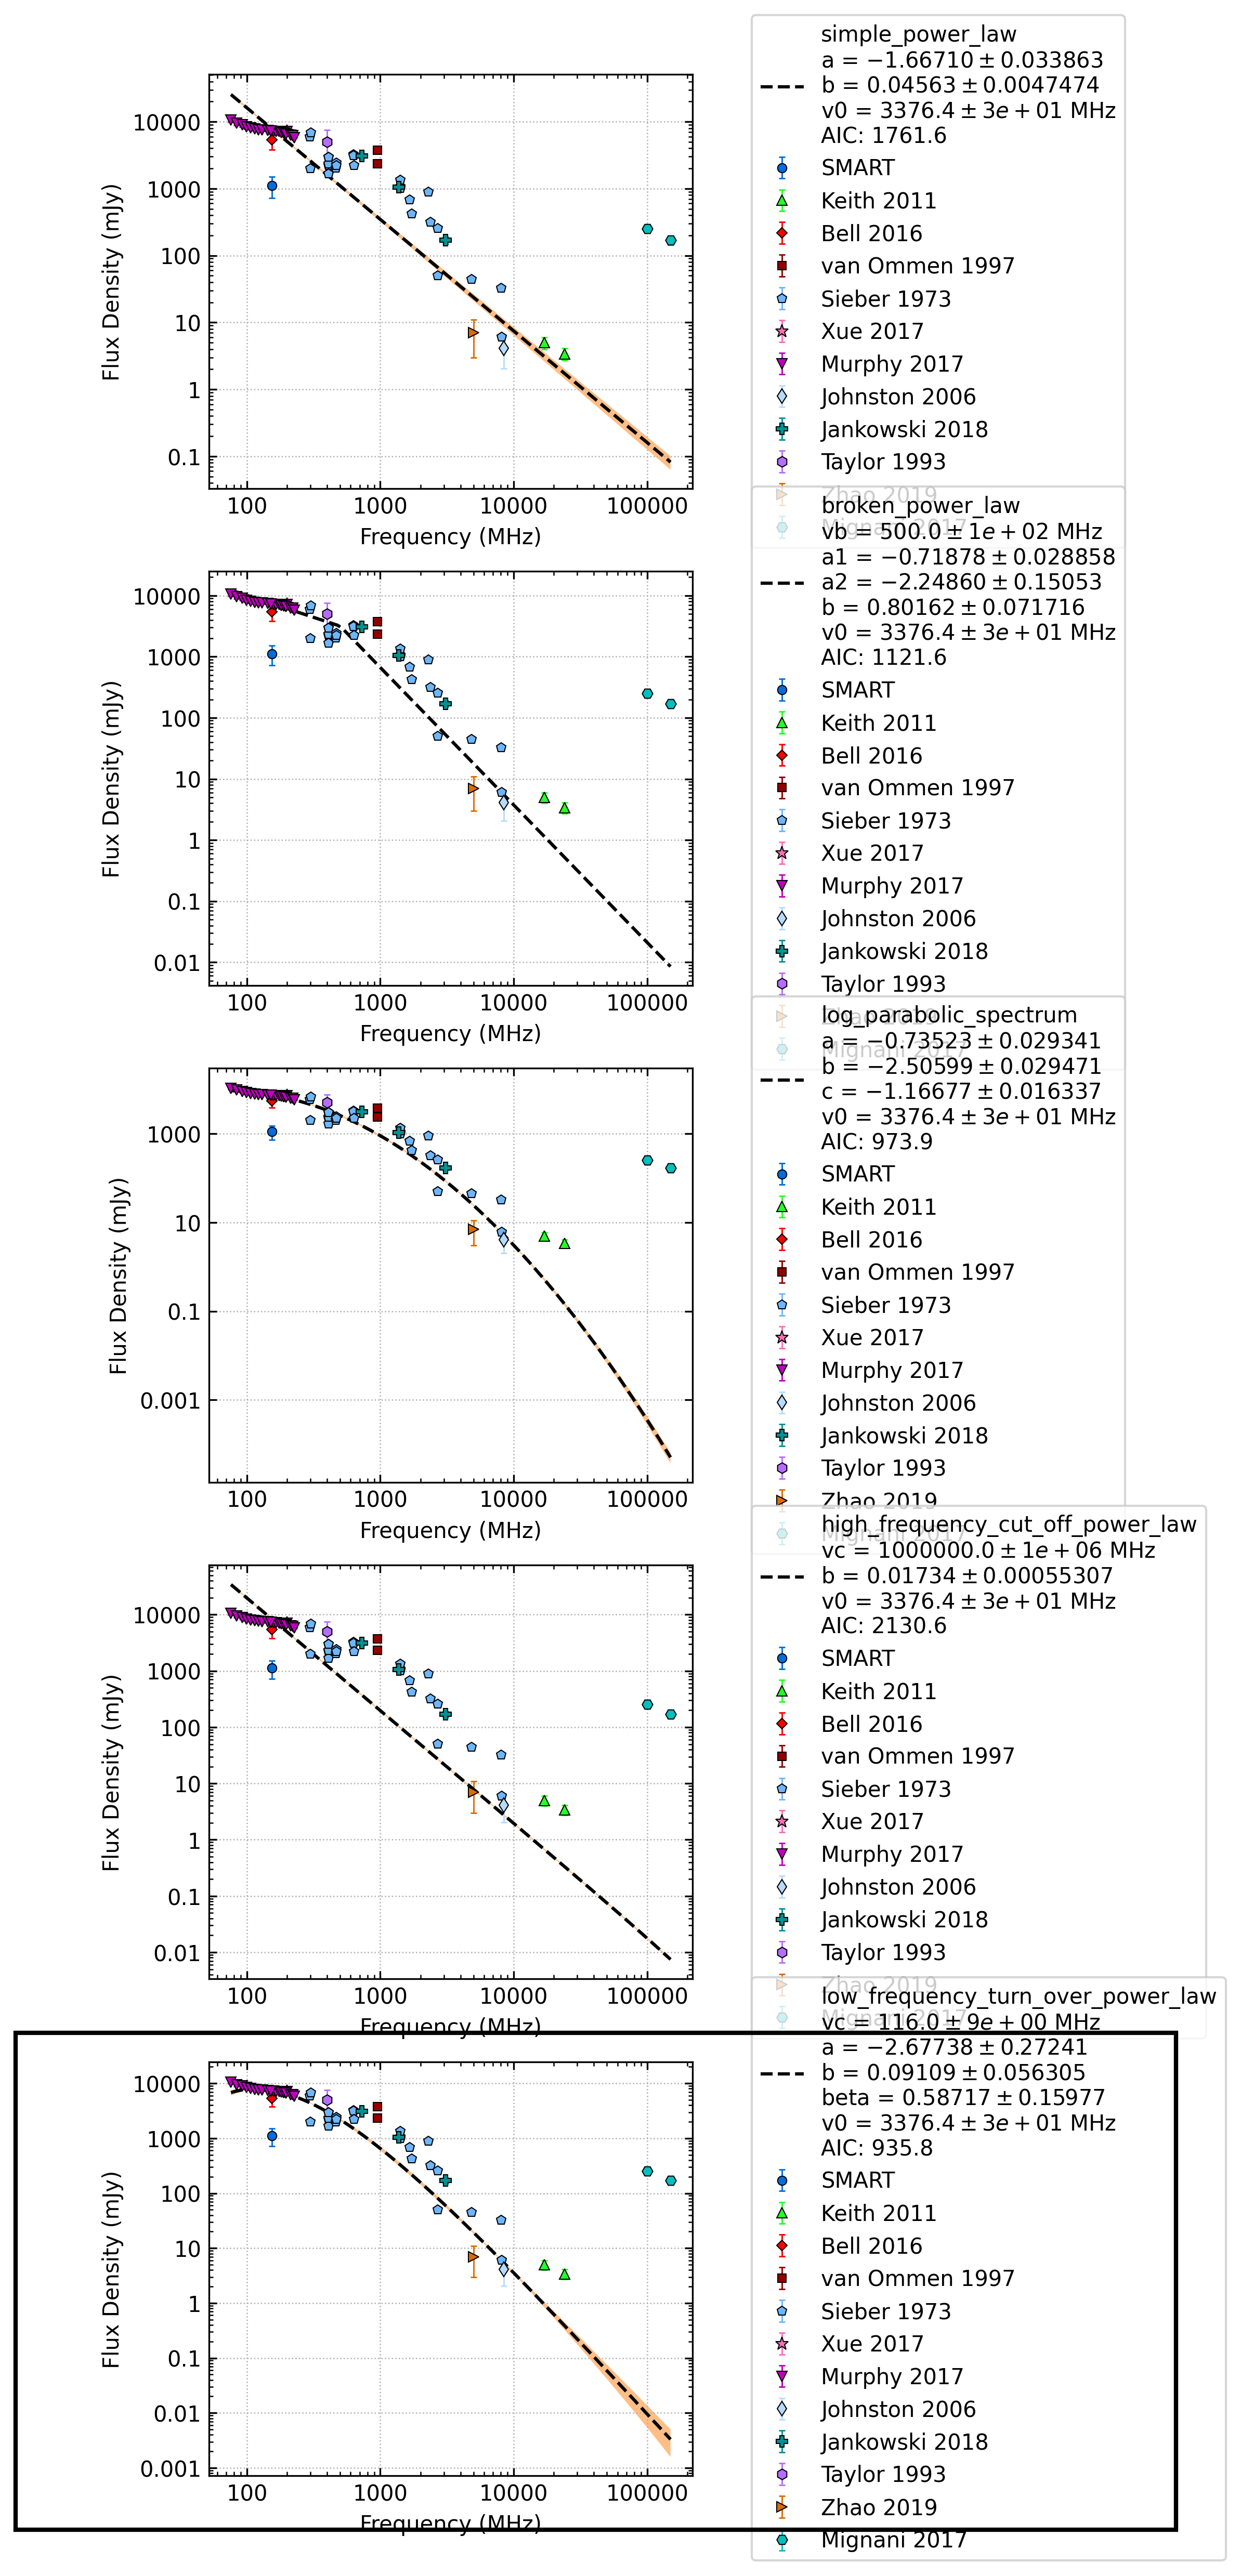 simple_power_law
a = −1.66710 ± 0.033863
b = 0.04563 ± 0.0047474
v0 = 3376.4 ± 3e + 01 MHz
AIC: 1761.6
SMART
Keith 2011
Bell 2016
van Ommen 1997
Sieber 1973
Xue 2017
Murphy 2017
Johnston 2006
Jankowski 2018
Taylor 1993
Zhao 2019
Mignani 2017
10000
1000
100
10
1
0.1
Flux Density (mJy)
100 1000 10000 100000
Frequency (MHz)
broken_power_law
vb = 500.0 ± 1e + 02 MHz
a1 = −0.71878 ± 0.028858
a2 = −2.24860 ± 0.15053
b = 0.80162 ± 0.071716
v0 = 3376.4 ± 3e + 01 MHz
AIC: 1121.6
SMART
Keith 2011
Bell 2016
van Ommen 1997
Sieber 1973
Xue 2017
Murphy 2017
Johnston 2006
Jankowski 2018
Taylor 1993
Zhao 2019
Mignani 2017
10000
1000
100
10
1
0.1
0.01
Flux Density (mJy)
100 1000 10000 100000
Frequency (MHz)
log_parabolic_spectrum
a = −0.73523 ± 0.029341
b = −2.50599 ± 0.029471
c = −1.16677 ± 0.016337
v0 = 3376.4 ± 3e + 01 MHz
AIC: 973.9
SMART
Keith 2011
Bell 2016
van Ommen 1997
Sieber 1973
Xue 2017
Murphy 2017
Johnston 2006
Jankowski 2018
Taylor 1993
Zhao 2019
Mignani 2017
1000
10
0.1
0.001
Flux Density (mJy)
100 1000 10000 100000
Frequency (MHz)
high_frequency_cut_off_power_law
vc = 1000000.0 ± 1e + 06 MHz
b = 0.01734 ± 0.00055307
v0 = 3376.4 ± 3e + 01 MHz
AIC: 2130.6
SMART
Keith 2011
Bell 2016
van Ommen 1997
Sieber 1973
Xue 2017
Murphy 2017
Johnston 2006
Jankowski 2018
Taylor 1993
Zhao 2019
Mignani 2017
10000
1000
100
10
1
0.1
0.01
Flux Density (mJy)
100 1000 10000 100000
Frequency (MHz)
low_frequency_turn_over_power_law
vc = 116.0 ± 9e + 00 MHz
a = −2.67738 ± 0.27241
b = 0.09109 ± 0.056305
beta = 0.58717 ± 0.15977
v0 = 3376.4 ± 3e + 01 MHz
AIC: 935.8
SMART
Keith 2011
Bell 2016
van Ommen 1997
Sieber 1973
Xue 2017
Murphy 2017
Johnston 2006
Jankowski 2018
Taylor 1993
Zhao 2019
Mignani 2017
10000
1000
100
10
1
0.1
0.01
0.001
Flux Density (mJy)
100 1000 10000 100000
Frequency (MHz)